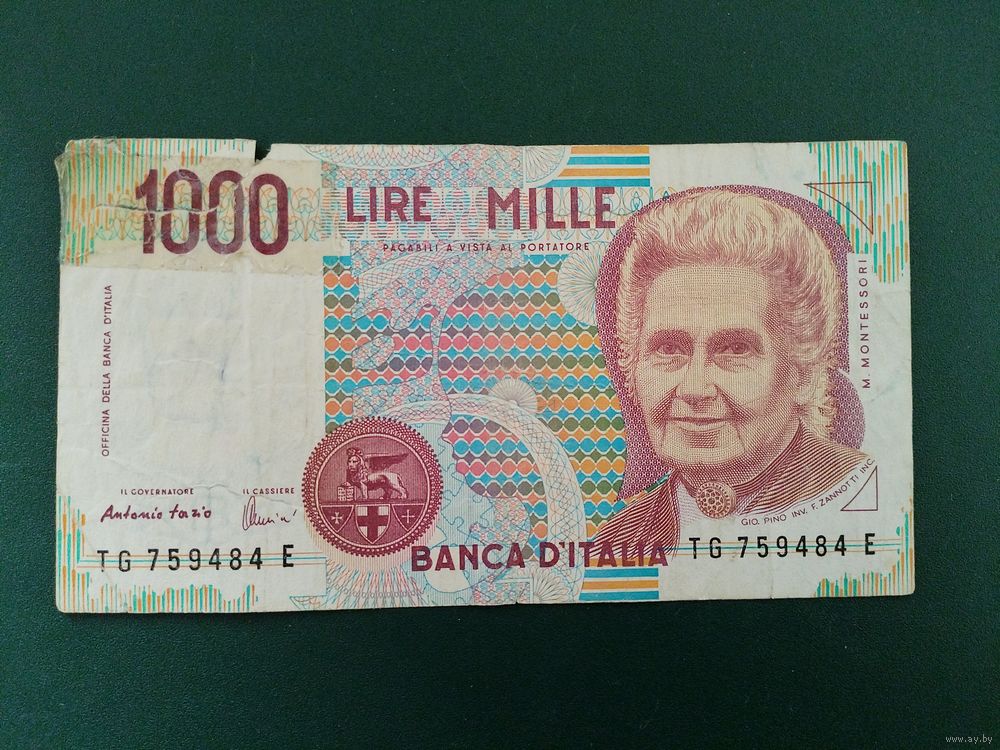 1000 LIRE MILLE
PAGABILI A VISTA AL PORTATORE
OFFICINA DELLA BANCA D'ITALIA
M. MONTESSORI
IL GOVERNATORE IL CASSIERE
Antonio Fazio
GIO. PINO INV. F. ZANNOTTI INC.
BANCA D'ITALIA
TG 759484 E TG 759484 E
www.ay.by